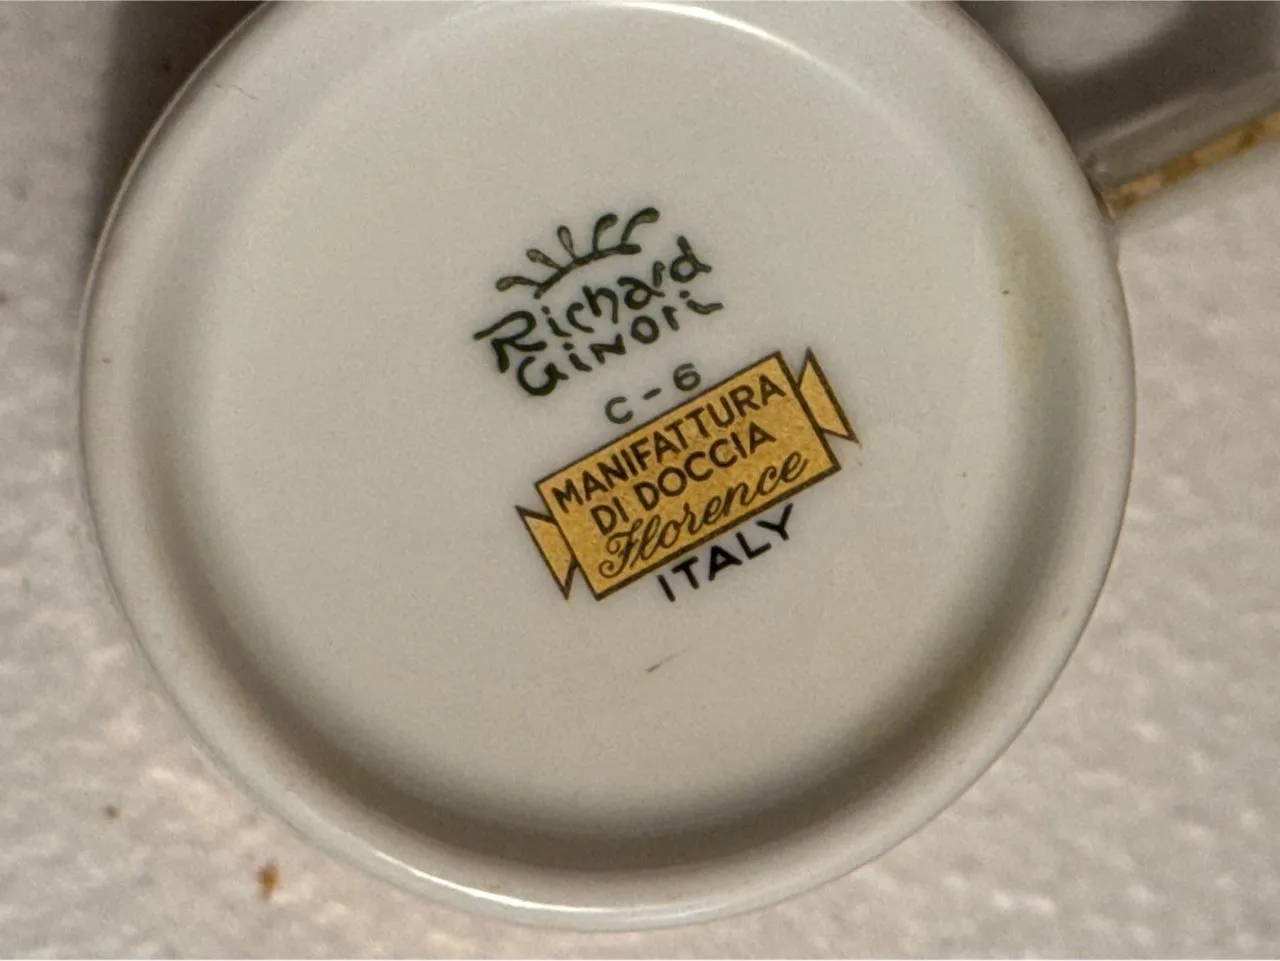 Richard
Ginori
C-6
MANIFATTURA
DI DOCCIA
Florence
ITALY